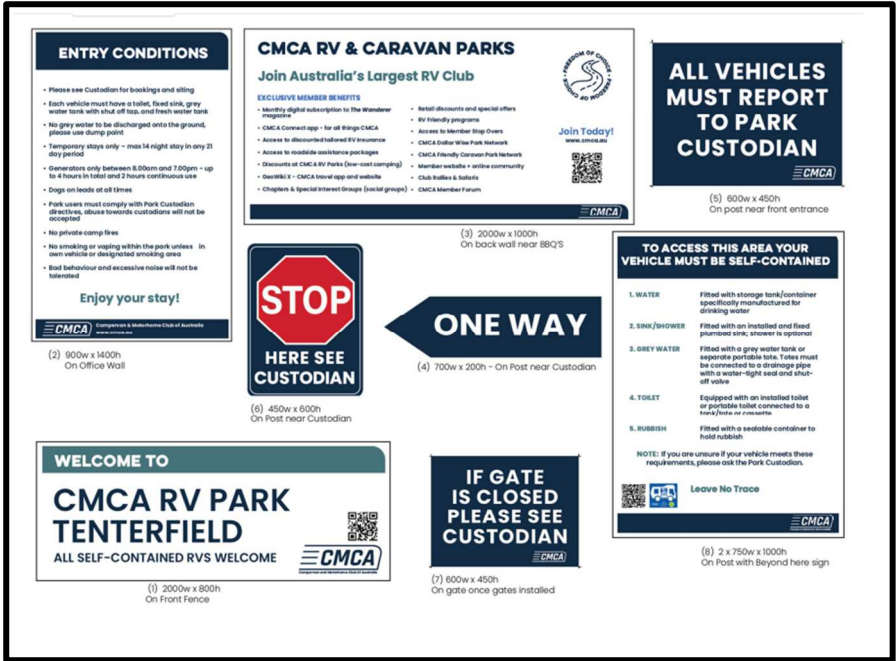 ENTRY CONDITIONS
• Please see Custodian for bookings and siting
• Each vehicle must have a toilet, fixed sink, grey
water tank with shut off tap, and fresh water tank
• No grey water to be discharged onto the ground,
please use dump point
• Temporary stays only – max 14 night stay in any 21
day period
• Generators only between 8.00am and 7.00pm - up
to 4 hours in total and 2 hours continuous use
• Dogs on leads at all times
• Park users must comply with Park Custodian
directives, abuse towards custodians will not be
accepted
• No private camp fires
• No smoking or vaping within the park unless in
own vehicle or designated smoking area
• Bad behaviour and excessive noise will not be
tolerated
Enjoy your stay!
CMCA Campervan & Motorhome Club of Australia
(2) 900w x 1400h
On Office Wall
CMCA RV & CARAVAN PARKS
Join Australia's Largest RV Club
EXCLUSIVE MEMBER BENEFITS
• Monthly digital subscription to The Wanderer
magazine
• CMCA Connect app - for all things CMCA
• Access to discounted tailored RV Insurance
• Access to roadside assistance packages
• Discounts at CMCA RV Parks (low-cost camping)
• GeoWiki X - CMCA travel app and website
• Chapters & Special Interest Groups (social groups)
• Retail discounts and special offers
• RV Friendly programs
• Access to Member Stop Overs
• CMCA Dollar Wise Park Network
• CMCA Friendly Caravan Park Network
• Member website + online community
• Club Rallies & Safaris
• CMCA Member Forum
FREEDOM OF CHOICE • FREEDOM OF CHOICE •
Join Today!
www.cmca.au
CMCA
(3) 2000w x 1000h
On back wall near BBQ'S
ALL VEHICLES
MUST REPORT
TO PARK
CUSTODIAN
CMCA
(5) 600w x 450h
On post near front entrance
STOP
HERE SEE
CUSTODIAN
(6) 450w x 600h
On Post near Custodian
ONE WAY
(4) 700w x 200h - On Post near Custodian
TO ACCESS THIS AREA YOUR
VEHICLE MUST BE SELF-CONTAINED
1. WATER Fitted with storage tank/container
specifically manufactured for
drinking water
2. SINK/SHOWER Fitted with an installed and fixed
plumbed sink; shower is optional
3. GREY WATER Fitted with a grey water tank or
separate portable tote. Totes must
be connected to a drainage pipe
with a water-tight seal and shut-
off valve
4. TOILET Equipped with an installed toilet
or portable toilet connected to a
tank/tote or cassette
5. RUBBISH Fitted with a sealable container to
hold rubbish
NOTE: If you are unsure if your vehicle meets these
requirements, please ask the Park Custodian.
Leave No Trace
CMCA
(8) 2 x 750w x 1000h
On Post with Beyond here sign
WELCOME TO
CMCA RV PARK
TENTERFIELD
ALL SELF-CONTAINED RVS WELCOME
CMCA
Campervan and Motorhome Club of Australia
(1) 2000w x 800h
On Front Fence
IF GATE
IS CLOSED
PLEASE SEE
CUSTODIAN
CMCA
(7) 600w x 450h
On gate once gates installed